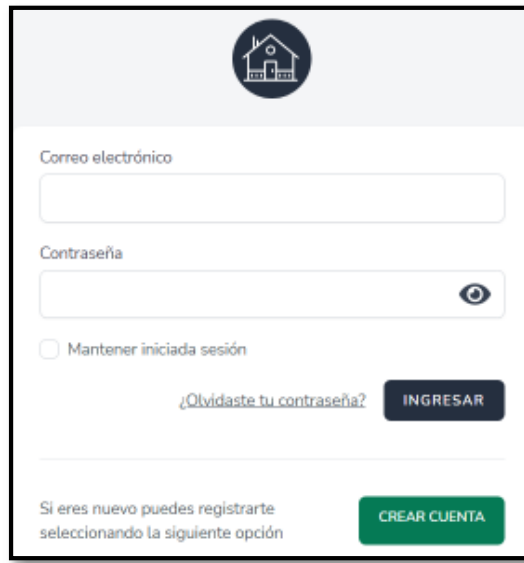 Correo electrónico
Contraseña
Mantener iniciada sesión
¿Olvidaste tu contraseña?
INGRESAR
Si eres nuevo puedes registrarte
seleccionando la siguiente opción
CREAR CUENTA